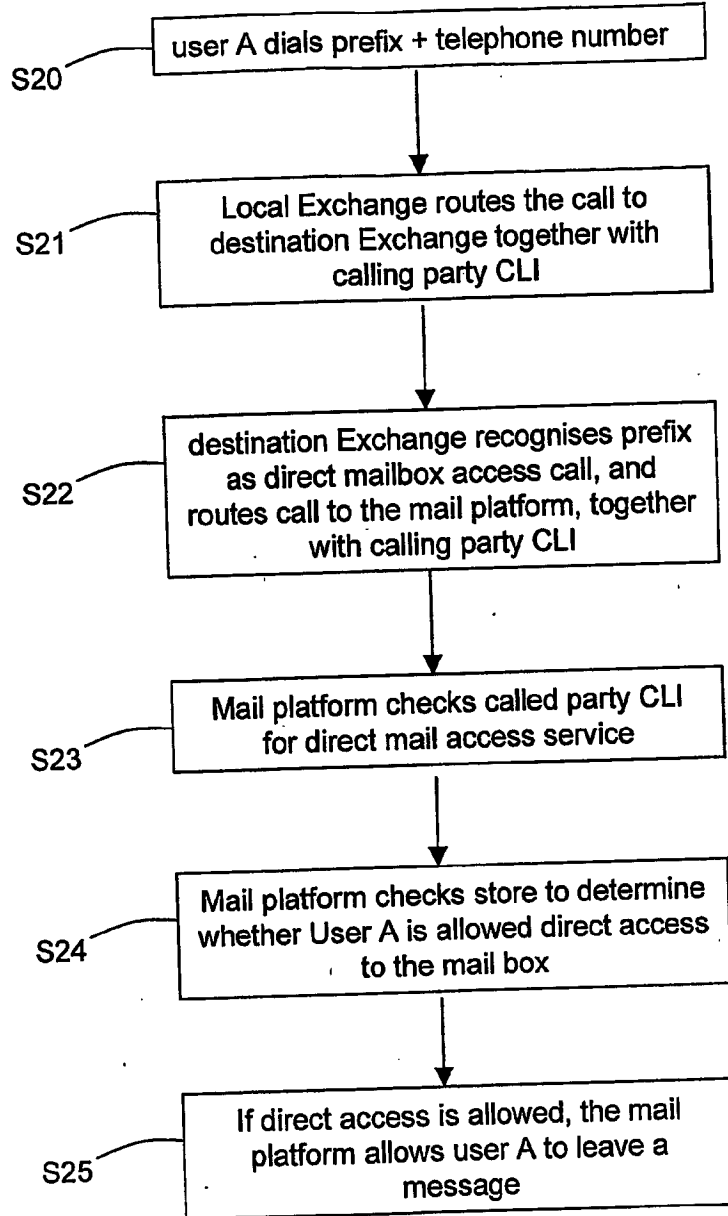 S20
user A dials prefix + telephone number
S21
Local Exchange routes the call to
destination Exchange together with
calling party CLI
S22
destination Exchange recognises prefix
as direct mailbox access call, and
routes call to the mail platform, together
with calling party CLI
S23
Mail platform checks called party CLI
for direct mail access service
S24
Mail platform checks store to determine
whether User A is allowed direct access
to the mail box
S25
If direct access is allowed, the mail
platform allows user A to leave a
message